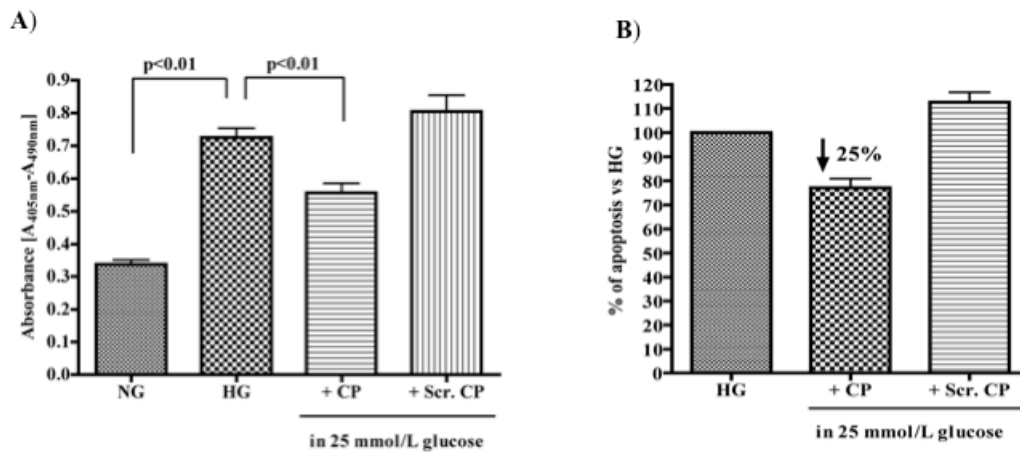 A)
p<0.01 p<0.01
Absorbance [A405nm-A490nm]
0.9
0.8
0.7
0.6
0.5
0.4
0.3
0.2
0.1
0.0
NG HG + CP + Scr. CP
in 25 mmol/L glucose
B)
25%
% of apoptosis vs HG
120
110
100
90
80
70
60
50
40
30
20
10
0
HG + CP + Scr. CP
in 25 mmol/L glucose